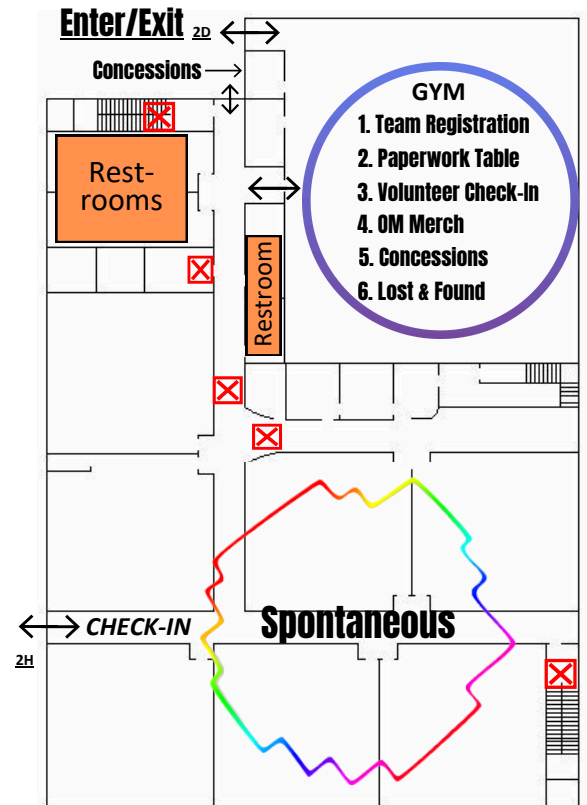 Enter/Exit 2D
Concessions
GYM
1. Team Registration
2. Paperwork Table
3. Volunteer Check-In
4. OM Merch
5. Concessions
6. Lost & Found
Rest-
rooms
Restroom
Spontaneous
CHECK-IN
2H